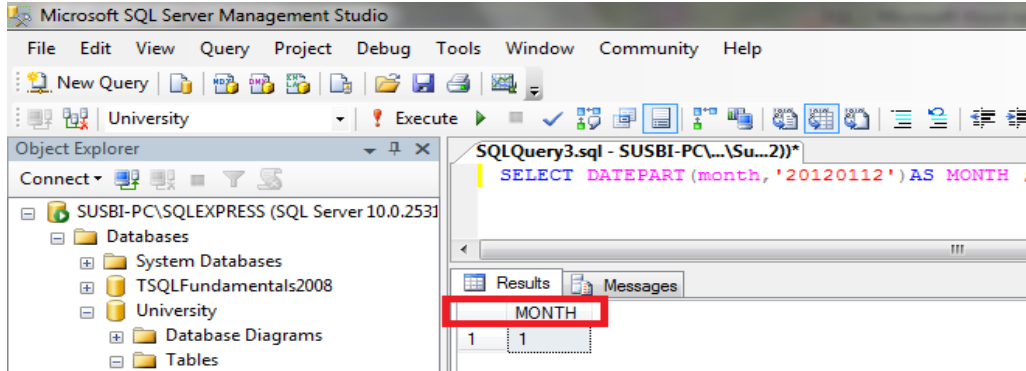 Microsoft SQL Server Management Studio
File Edit View Query Project Debug Tools Window Community Help
New Query
University Execute
Object Explorer
Connect
SUSBI-PC\SQLEXPRESS (SQL Server 10.0.2531
Databases
System Databases
TSQLFundamentals2008
University
Database Diagrams
Tables
SQLQuery3.sql - SUSBI-PC\...\Su...2))*
SELECT DATEPART(month,'20120112')AS MONTH
Results Messages
MONTH
1 1